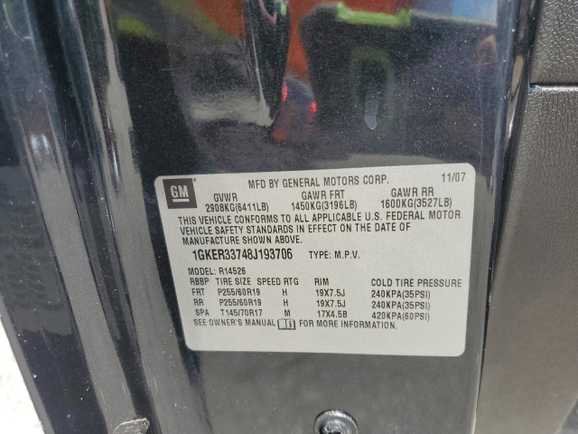 GM
MFD BY GENERAL MOTORS CORP. 11/07
GVWR GAWR FRT GAWR RR
2908KG(6411LB) 1450KG(3196LB) 1600KG(3527LB)
THIS VEHICLE CONFORMS TO ALL APPLICABLE U.S. FEDERAL MOTOR
VEHICLE SAFETY STANDARDS IN EFFECT ON THE DATE OF
MANUFACTURE SHOWN ABOVE.
1GKER33748J193706 TYPE: M.P.V.
MODEL: R14526
RBBP TIRE SIZE SPEED RTG RIM COLD TIRE PRESSURE
FRT P255/60R19 H 19X7.5J 240KPA(35PSI)
RR P255/60R19 H 19X7.5J 240KPA(35PSI)
SPA T145/70R17 M 17X4.5B 420KPA(60PSI)
SEE OWNER'S MANUAL FOR MORE INFORMATION.